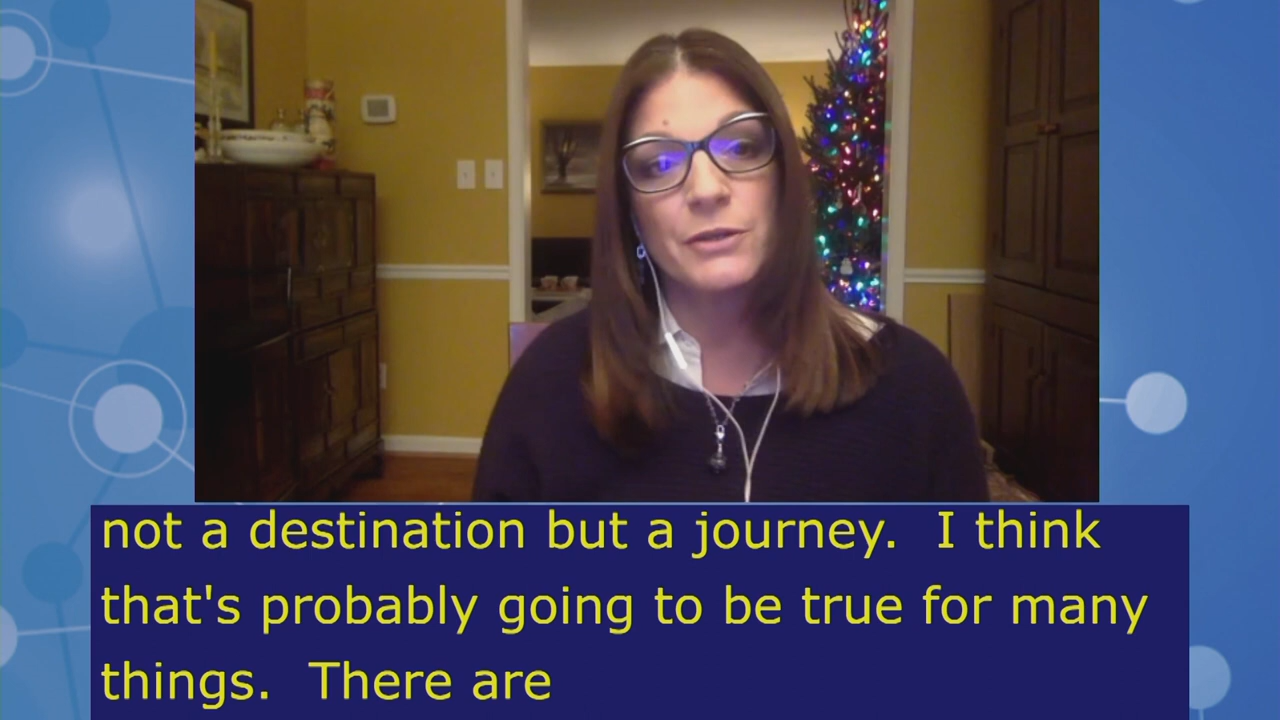 not a destination but a journey.  I think
that's probably going to be true for many
things.  There are